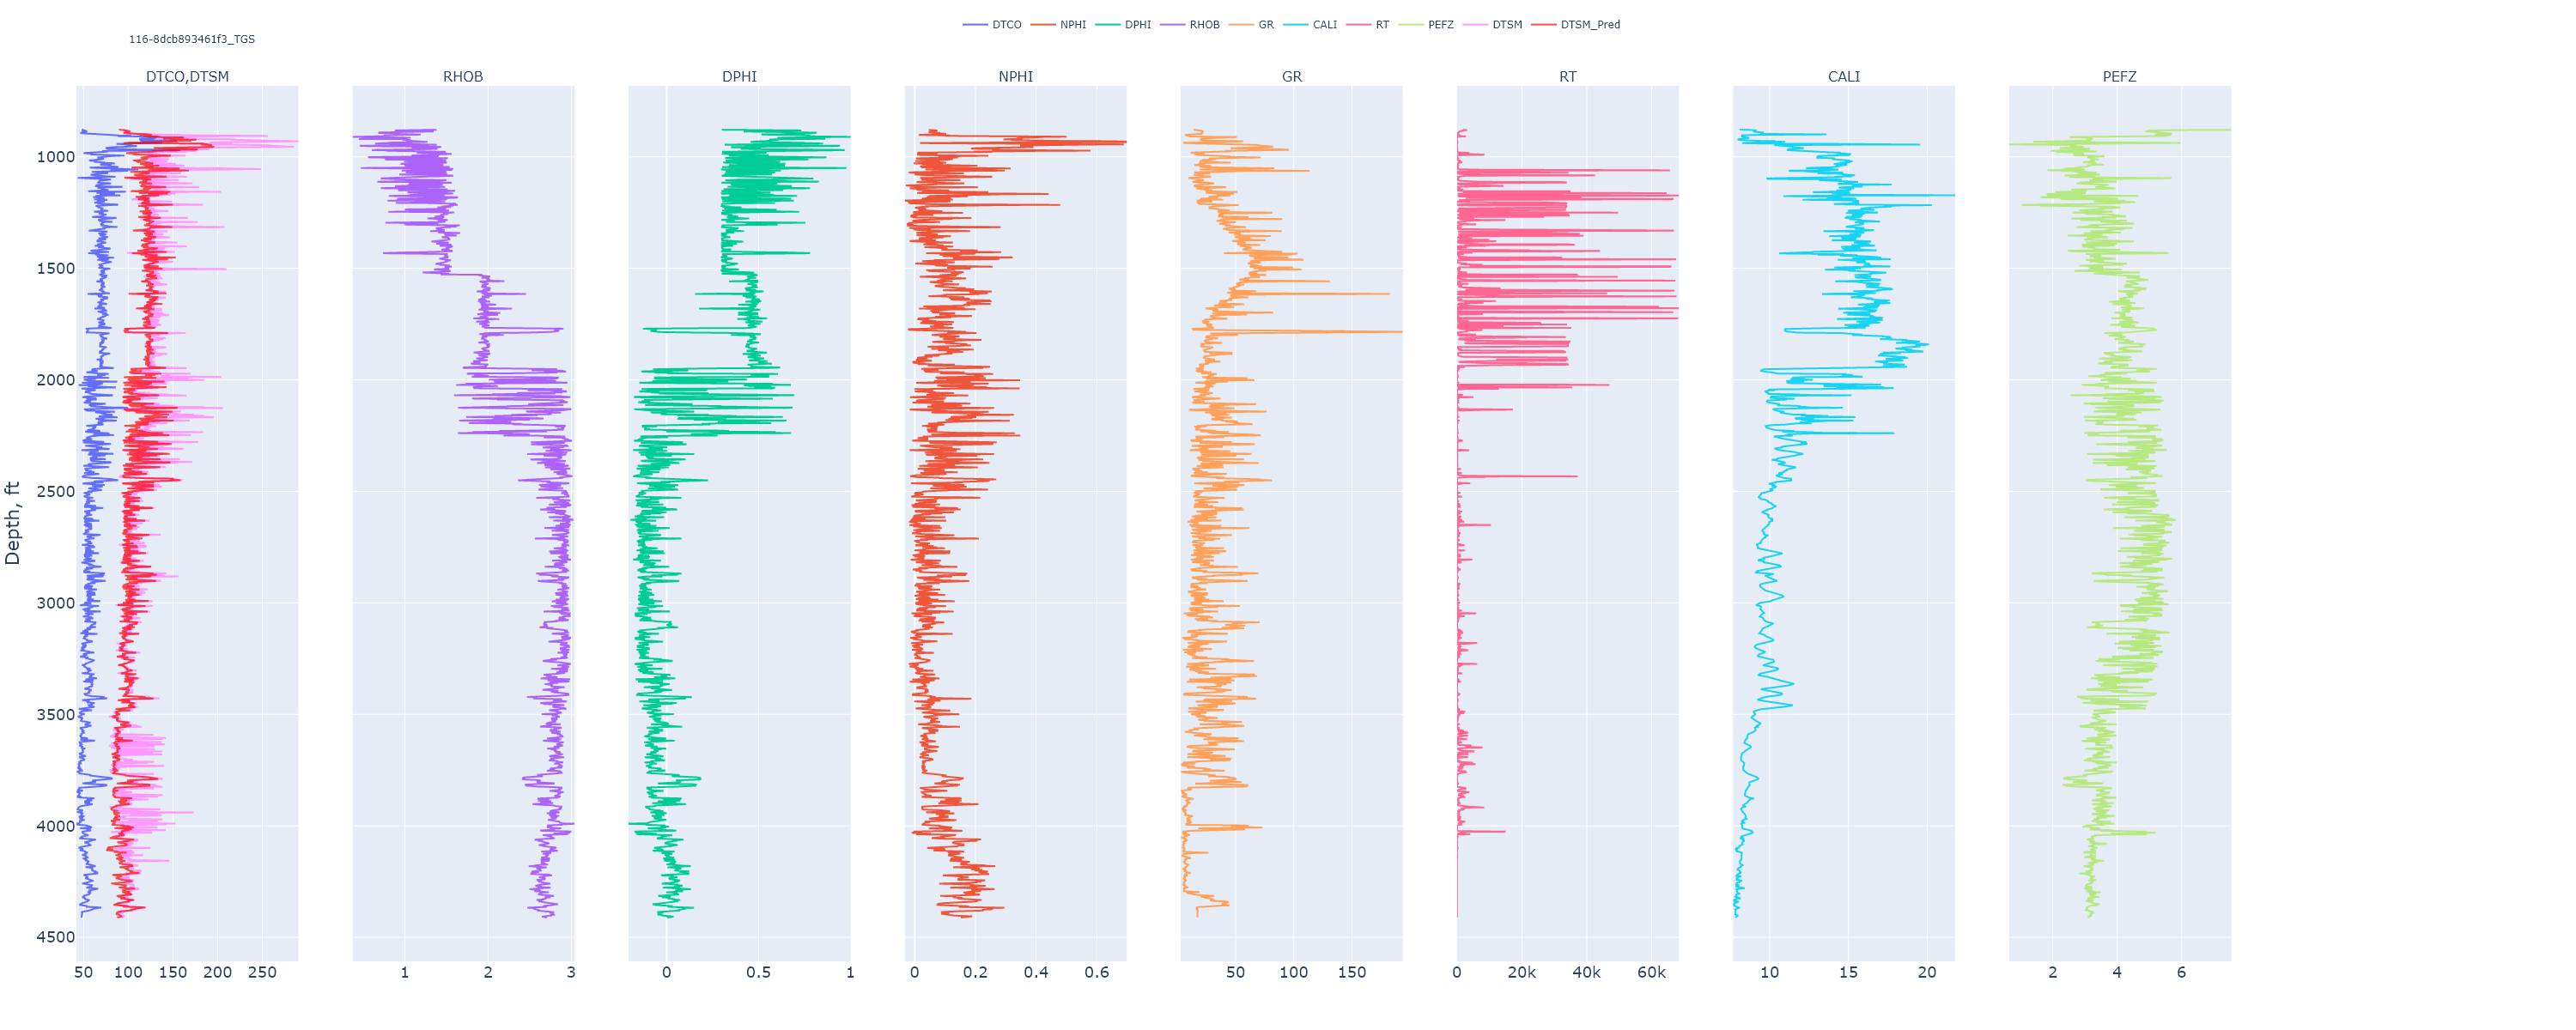 DTCO NPHI DPHI RHOB GR CALI RT PEFZ DTSM DTSM_Pred
116-8dcb893461f3_TGS
DTCO,DTSM RHOB DPHI NPHI GR RT CALI PEFZ
1000
1500
2000
2500
Depth, ft
3000
3500
4000
4500
50 100 150 200 250 1 2 3 0 0.5 1 0 0.2 0.4 0.6 50 100 150 0 20k 40k 60k 10 15 20 2 4 6